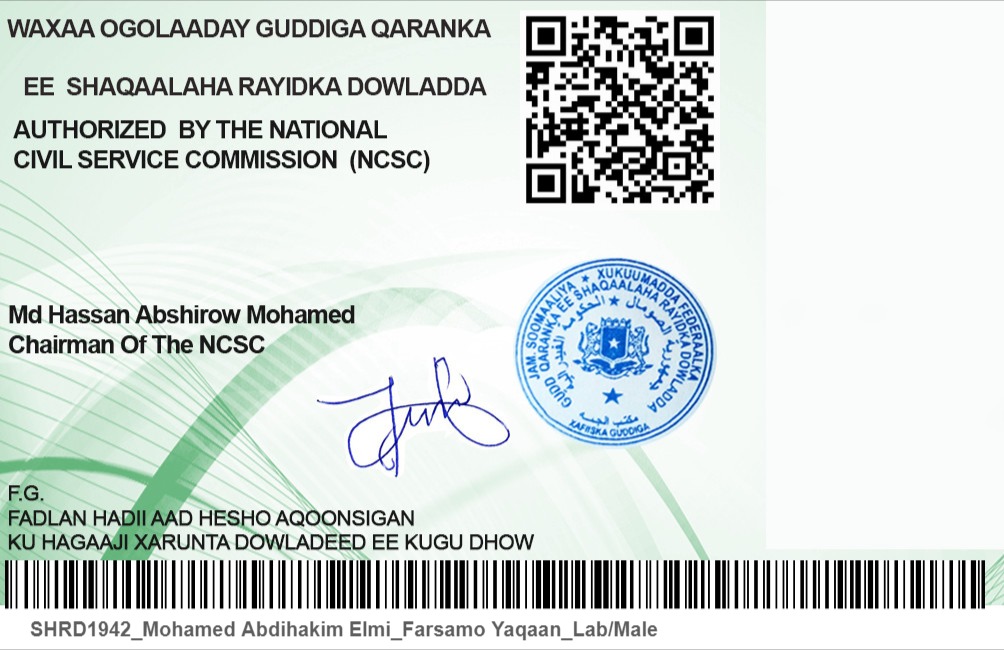 WAXAA OGOLAADAY GUDDIGA QARANKA
EE SHAQAALAHA RAYIDKA DOWLADDA
AUTHORIZED BY THE NATIONAL
CIVIL SERVICE COMMISSION (NCSC)
JAM. SOOMAALIYA ★ XUKUUMADDA FEDERAALKA
GUDD QARANKA EE SHAQAALAHA RAYIDKA DOWLADDA
XAFIISKA GUDDIGA
Md Hassan Abshirow Mohamed
Chairman Of The NCSC
F.G.
FADLAN HADII AAD HESHO AQOONSIGAN
KU HAGAAJI XARUNTA DOWLADEED EE KUGU DHOW
SHRD1942_Mohamed Abdihakim Elmi_Farsamo Yaqaan_Lab/Male